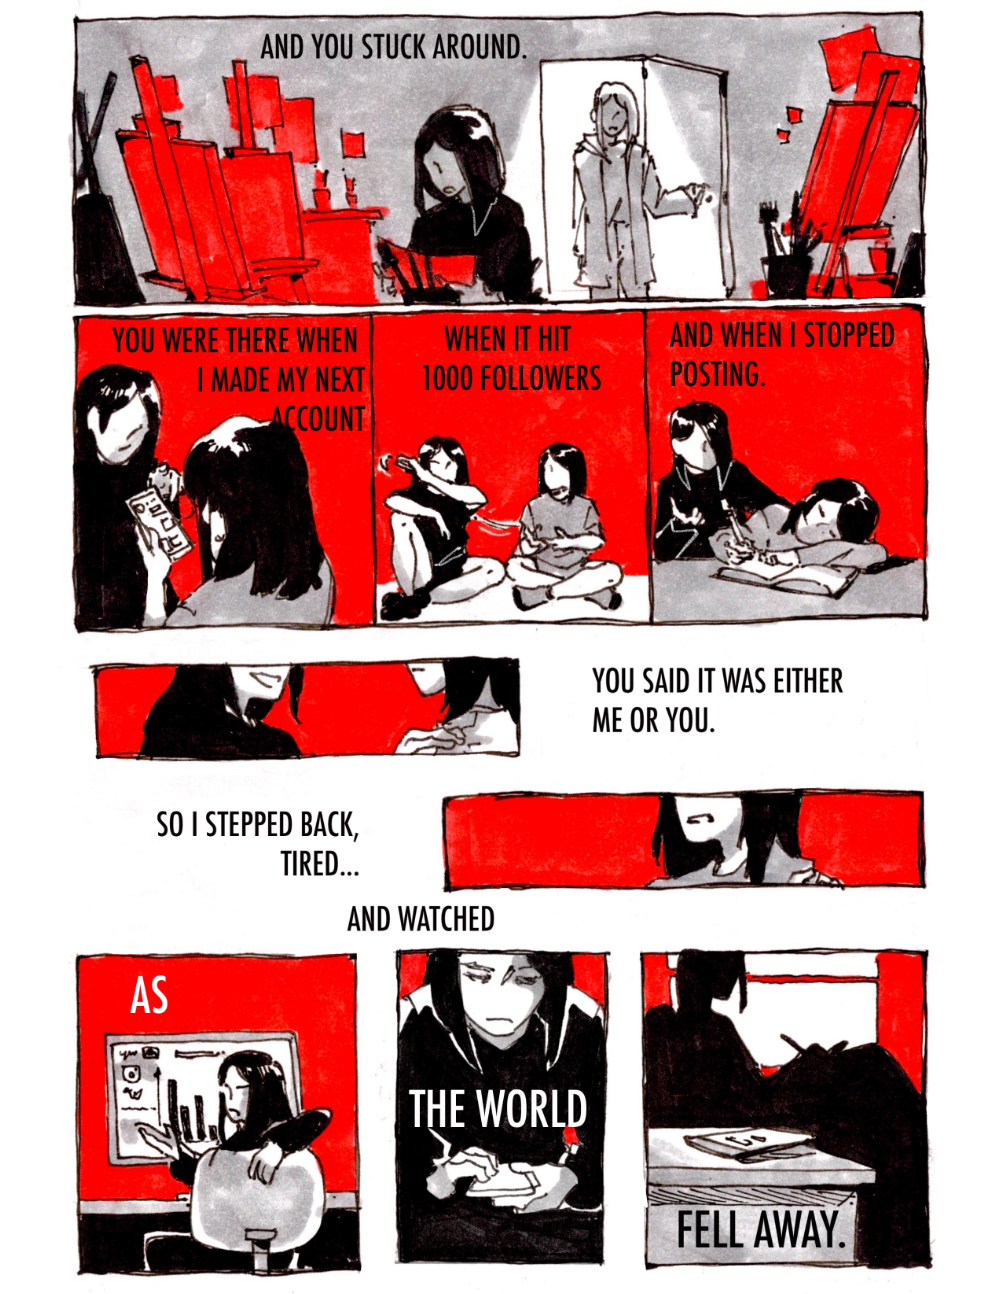 AND YOU STUCK AROUND.
YOU WERE THERE WHEN
I MADE MY NEXT
ACCOUNT
WHEN IT HIT
1000 FOLLOWERS
AND WHEN I STOPPED
POSTING.
YOU SAID IT WAS EITHER
ME OR YOU.
SO I STEPPED BACK,
TIRED...
AND WATCHED
AS
THE WORLD
FELL AWAY.